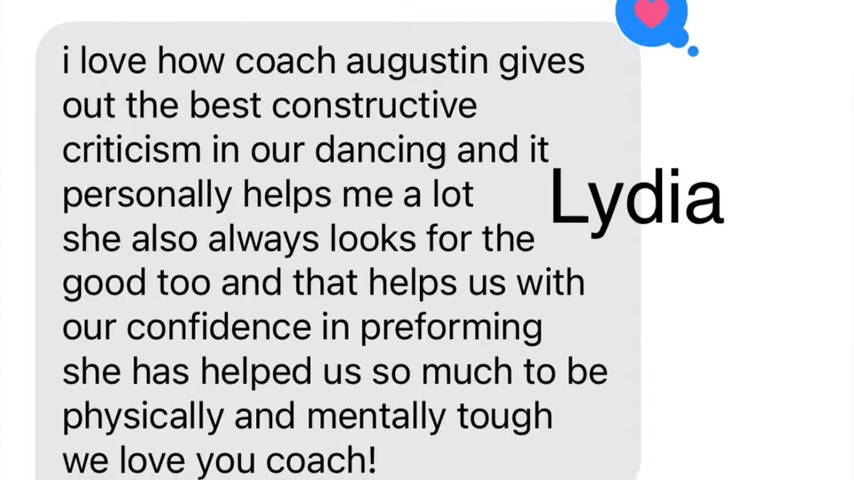 i love how coach augustin gives
out the best constructive
criticism in our dancing and it
personally helps me a lot
Lydia
she also always looks for the
good too and that helps us with
our confidence in preforming
she has helped us so much to be
physically and mentally tough
we love you coach!